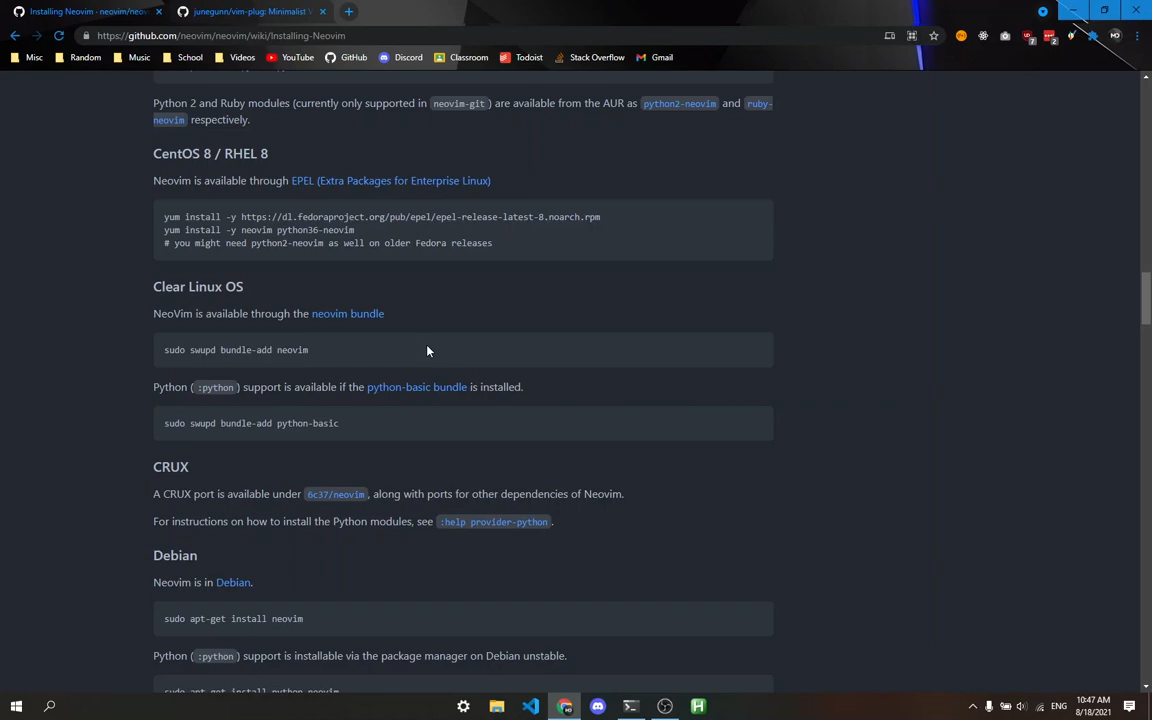 Installing Neovim - neovim/neov
junegunn/vim-plug: Minimalist V
https://github.com/neovim/neovim/wiki/Installing-Neovim
Misc
Random
Music
School
Videos
YouTube
GitHub
Discord
Classroom
Todoist
Stack Overflow
Gmail
Python 2 and Ruby modules (currently only supported in neovim-git) are available from the AUR as python2-neovim and ruby-
neovim respectively.
CentOS 8 / RHEL 8
Neovim is available through EPEL (Extra Packages for Enterprise Linux)
yum install -y https://dl.fedoraproject.org/pub/epel/epel-release-latest-8.noarch.rpm
yum install -y neovim python36-neovim
# you might need python2-neovim as well on older Fedora releases
Clear Linux OS
NeoVim is available through the neovim bundle
sudo swupd bundle-add neovim
Python (:python) support is available if the python-basic bundle is installed.
sudo swupd bundle-add python-basic
CRUX
A CRUX port is available under 6c37/neovim, along with ports for other dependencies of Neovim.
For instructions on how to install the Python modules, see :help provider-python.
Debian
Neovim is in Debian.
sudo apt-get install neovim
Python (:python) support is installable via the package manager on Debian unstable.
sudo apt-get install python-neovim
ENG
10:47 AM
8/18/2021